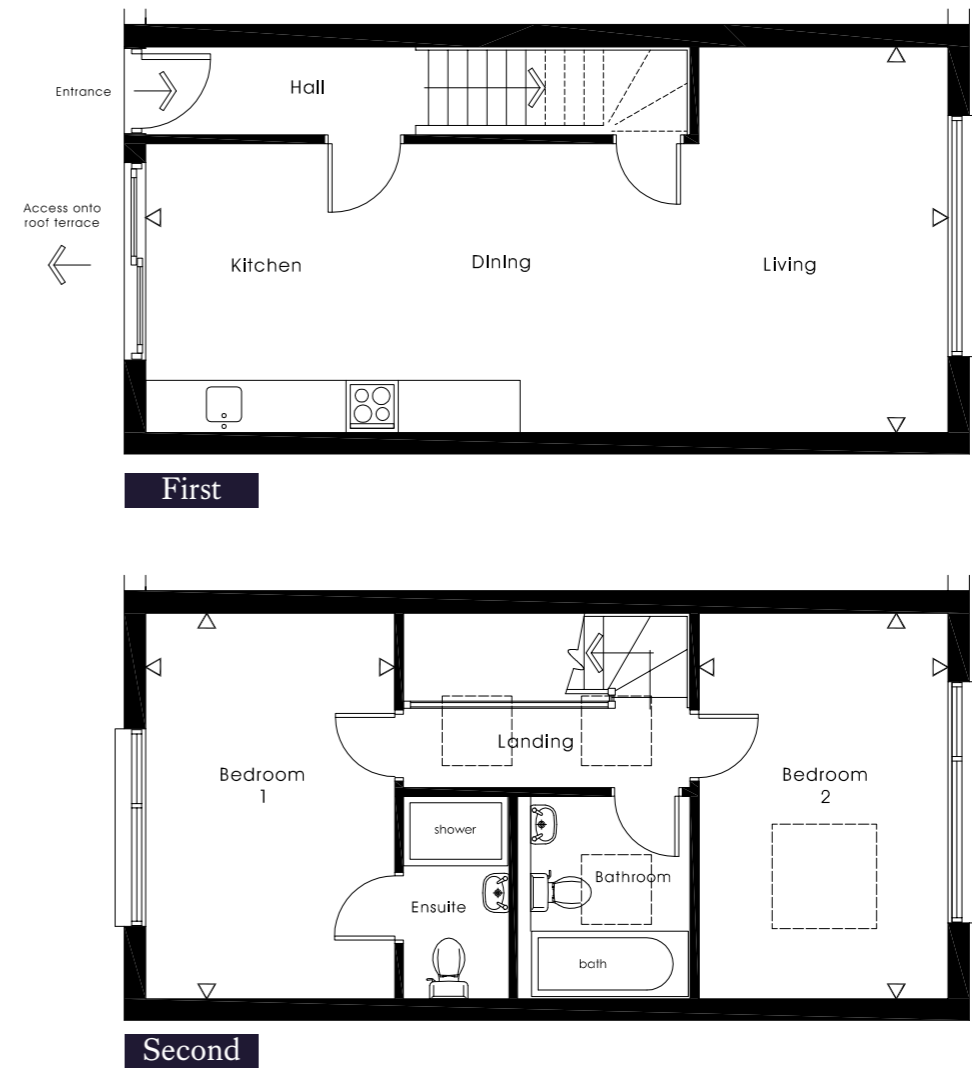 Hall
Entrance
Access onto
roof terrace
Kitchen
DInIng
Living
First
Landing
Bedroom
1
Bedroom
2
shower
Bathroom
Ensuite
bath
Second